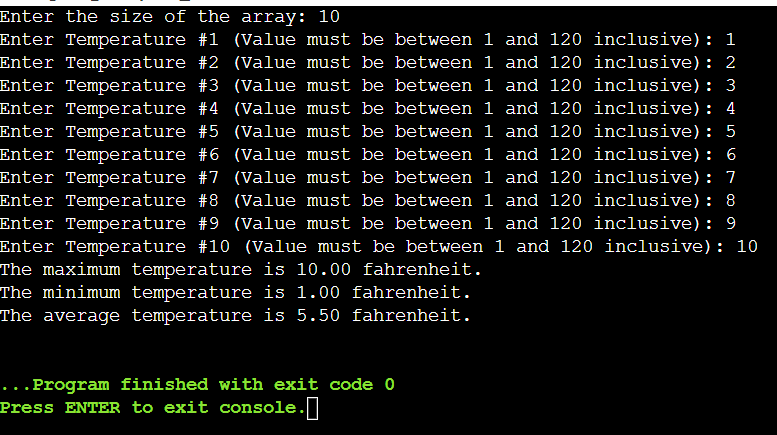 Enter the size of the array: 10
Enter Temperature #1 (Value must be between 1 and 120 inclusive): 1
Enter Temperature #2 (Value must be between 1 and 120 inclusive): 2
Enter Temperature #3 (Value must be between 1 and 120 inclusive): 3
Enter Temperature #4 (Value must be between 1 and 120 inclusive): 4
Enter Temperature #5 (Value must be between 1 and 120 inclusive): 5
Enter Temperature #6 (Value must be between 1 and 120 inclusive): 6
Enter Temperature #7 (Value must be between 1 and 120 inclusive): 7
Enter Temperature #8 (Value must be between 1 and 120 inclusive): 8
Enter Temperature #9 (Value must be between 1 and 120 inclusive): 9
Enter Temperature #10 (Value must be between 1 and 120 inclusive): 10
The maximum temperature is 10.00 fahrenheit.
The minimum temperature is 1.00 fahrenheit.
The average temperature is 5.50 fahrenheit.
...Program finished with exit code 0
Press ENTER to exit console.